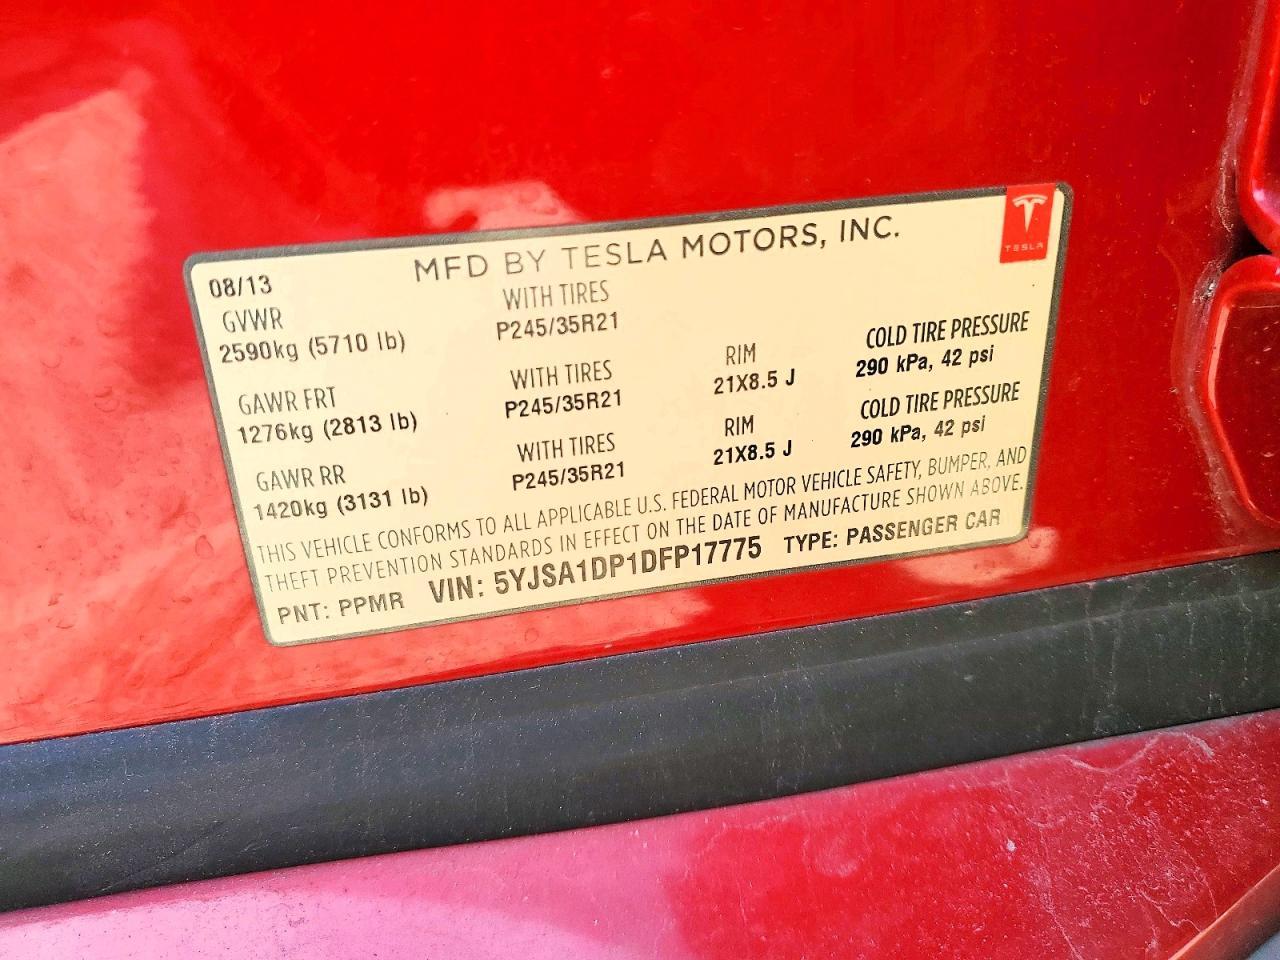 MFD BY TESLA MOTORS, INC.
TESLA
08/13
GVWR
2590kg (5710 lb)
WITH TIRES
P245/35R21
GAWR FRT
1276kg (2813 lb)
WITH TIRES
P245/35R21
RIM
21X8.5 J
COLD TIRE PRESSURE
290 kPa, 42 psi
GAWR RR
1420kg (3131 lb)
WITH TIRES
P245/35R21
RIM
21X8.5 J
COLD TIRE PRESSURE
290 kPa, 42 psi
THIS VEHICLE CONFORMS TO ALL APPLICABLE U.S. FEDERAL MOTOR VEHICLE SAFETY, BUMPER, AND
THEFT PREVENTION STANDARDS IN EFFECT ON THE DATE OF MANUFACTURE SHOWN ABOVE.
PNT: PPMR VIN: 5YJSA1DP1DFP17775 TYPE: PASSENGER CAR